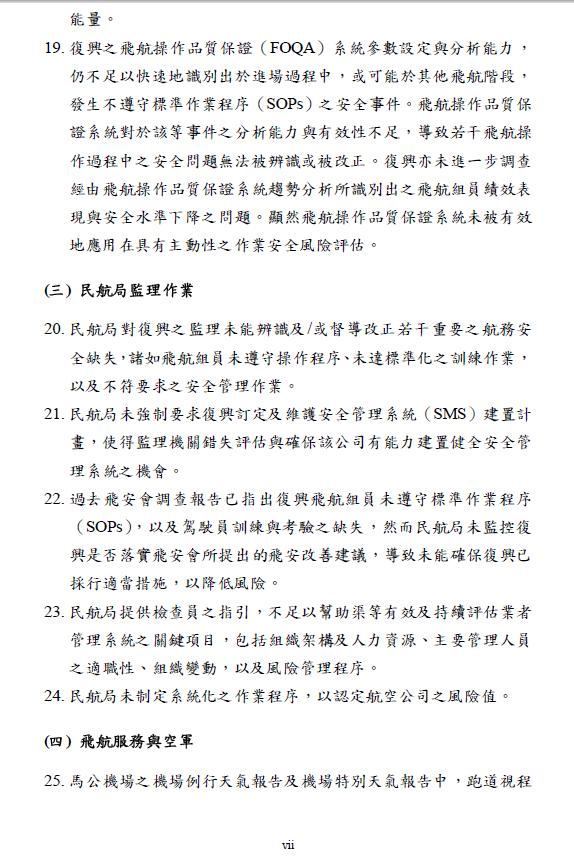 能量。
19. 復興之飛航操作品質保證（FOQA）系統參數設定與分析能力，
仍不足以快速地識別出於進場過程中，或可能於其他飛航階段，
發生不遵守標準作業程序（SOPs）之安全事件。飛航操作品質保
證系統對於該等事件之分析能力與有效性不足，導致若干飛航操
作過程中之安全問題無法被辨識或被改正。復興亦未進一步調查
經由飛航操作品質保證系統趨勢分析所識別出之飛航組員績效表
現與安全水準下降之問題。顯然飛航操作品質保證系統未被有效
地應用在具有主動性之作業安全風險評估。
(三) 民航局監理作業
20. 民航局對復興之監理未能辨識及/或督導改正若干重要之航務安
全缺失，諸如飛航組員未遵守操作程序、未達標準化之訓練作業，
以及不符要求之安全管理作業。
21. 民航局未強制要求復興訂定及維護安全管理系統（SMS）建置計
畫，使得監理機關錯失評估與確保該公司有能力建置健全安全管
理系統之機會。
22. 過去飛安會調查報告已指出復興飛航組員未遵守標準作業程序
（SOPs），以及駕駛員訓練與考驗之缺失，然而民航局未監控復
興是否落實飛安會所提出的飛安改善建議，導致未能確保復興已
採行適當措施，以降低風險。
23. 民航局提供檢查員之指引，不足以幫助渠等有效及持續評估業者
管理系統之關鍵項目，包括組織架構及人力資源、主要管理人員
之適職性、組織變動，以及風險管理程序。
24. 民航局未制定系統化之作業程序，以認定航空公司之風險值。
(四) 飛航服務與空軍
25. 馬公機場之機場例行天氣報告及機場特別天氣報告中，跑道視程
vii